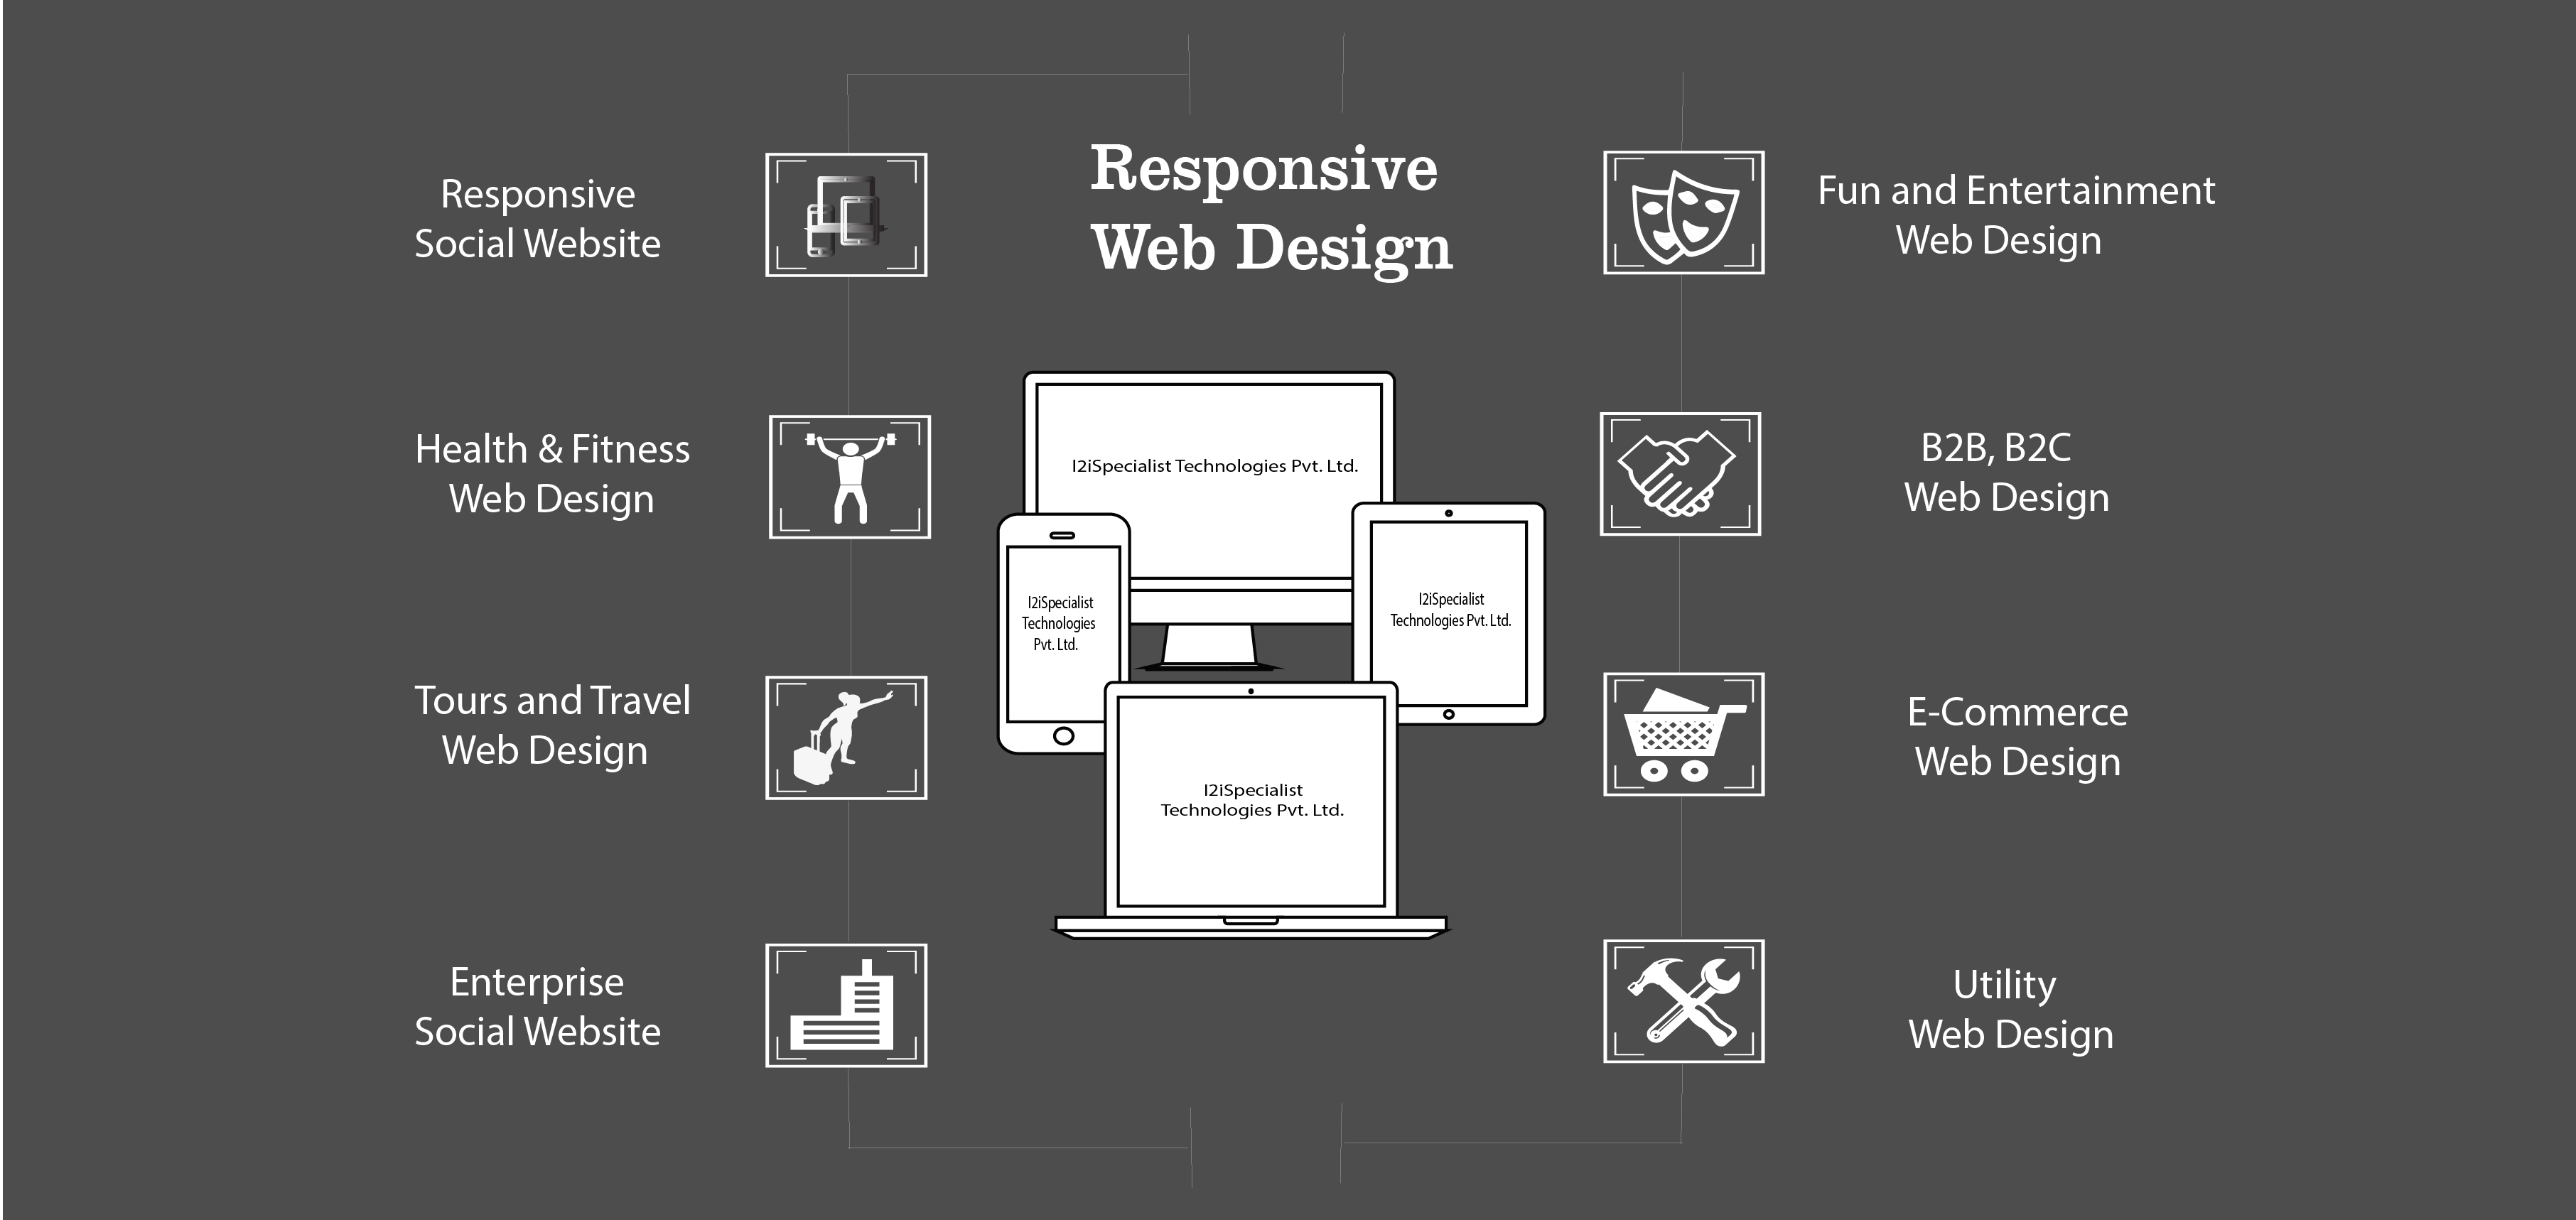 Responsive
Web Design
Responsive
Social Website
Health & Fitness
Web Design
Tours and Travel
Web Design
Enterprise
Social Website
I2iSpecialist Technologies Pvt. Ltd.
I2iSpecialist
Technologies
Pvt. Ltd.
I2iSpecialist
Technologies Pvt. Ltd.
I2iSpecialist
Technologies Pvt. Ltd.
Fun and Entertainment
Web Design
B2B, B2C
Web Design
E-Commerce
Web Design
Utility
Web Design